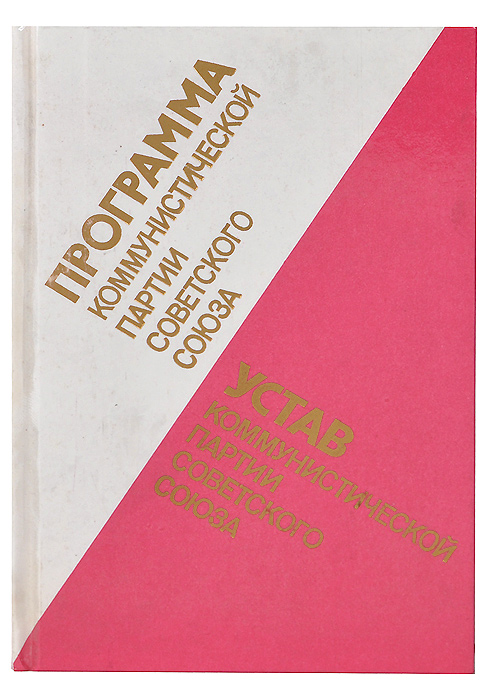 ПРОГРАММА
КОММУНИСТИЧЕСКОЙ
ПАРТИИ
СОВЕТСКОГО
СОЮЗА
УСТАВ
КОММУНИСТИЧЕСКОЙ
ПАРТИИ
СОВЕТСКОГО
СОЮЗА